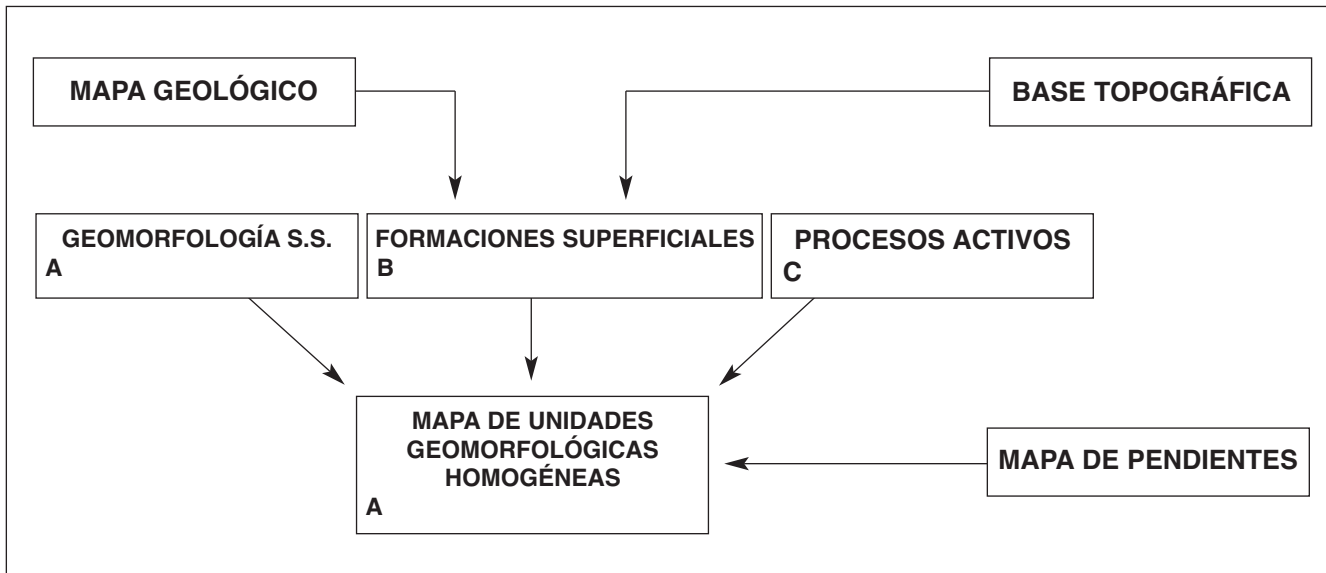 MAPA GEOLÓGICO
BASE TOPOGRÁFICA
GEOMORFOLOGÍA S.S.
A
FORMACIONES SUPERFICIALES
B
PROCESOS ACTIVOS
C
MAPA DE UNIDADES
GEOMORFOLÓGICAS
HOMOGÉNEAS
A
MAPA DE PENDIENTES